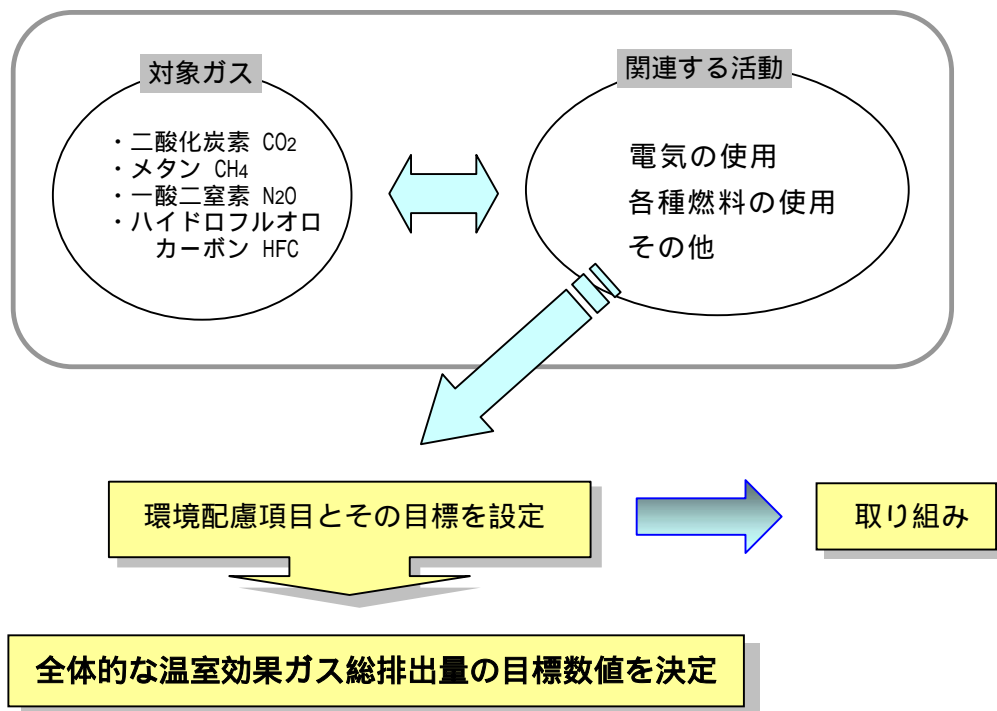 対象ガス
・二酸化炭素 CO2
・メタン CH4
・一酸二窒素 N2O
・ハイドロフルオロ
カーボン HFC
関連する活動
電気の使用
各種燃料の使用
その他
環境配慮項目とその目標を設定
取り組み
全体的な温室効果ガス総排出量の目標数値を決定